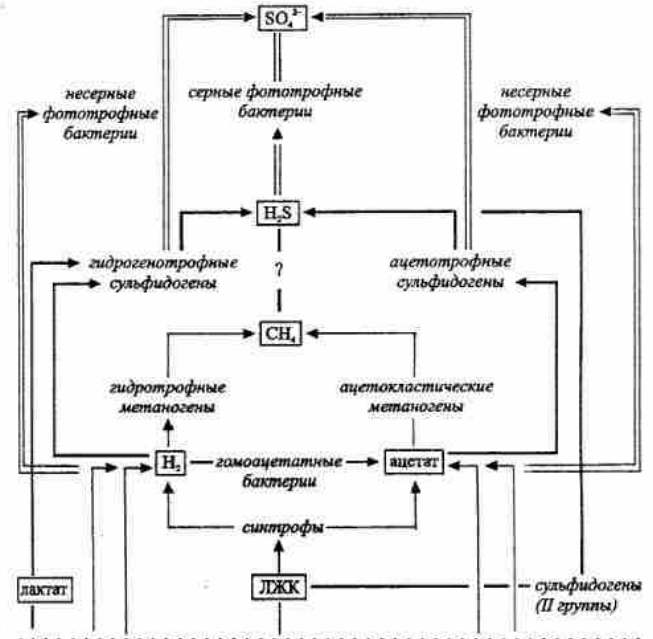 SO₄²⁻
несерные
фототрофные
бактерии
серные фототрофные
бактерии
несерные
фототрофные
бактерии
H₂S
гидрогенотрофные
сульфидогены
?
ацетотрофные
сульфидогены
CH₄
гидротрофные
метаногены
ацетокластические
метаногены
H₂
гомоацетатные
бактерии
ацетат
синтрофы
лактат
ЛЖК
сульфидогены
(II группы)